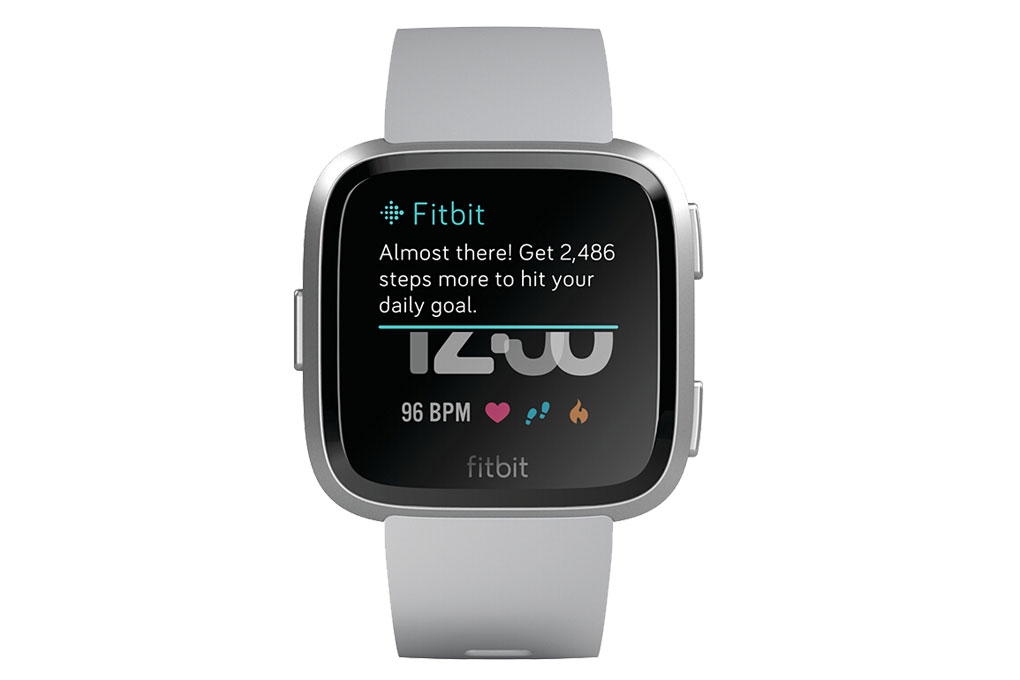 Fitbit
Almost there! Get 2,486
steps more to hit your
daily goal.
96 BPM
fitbit